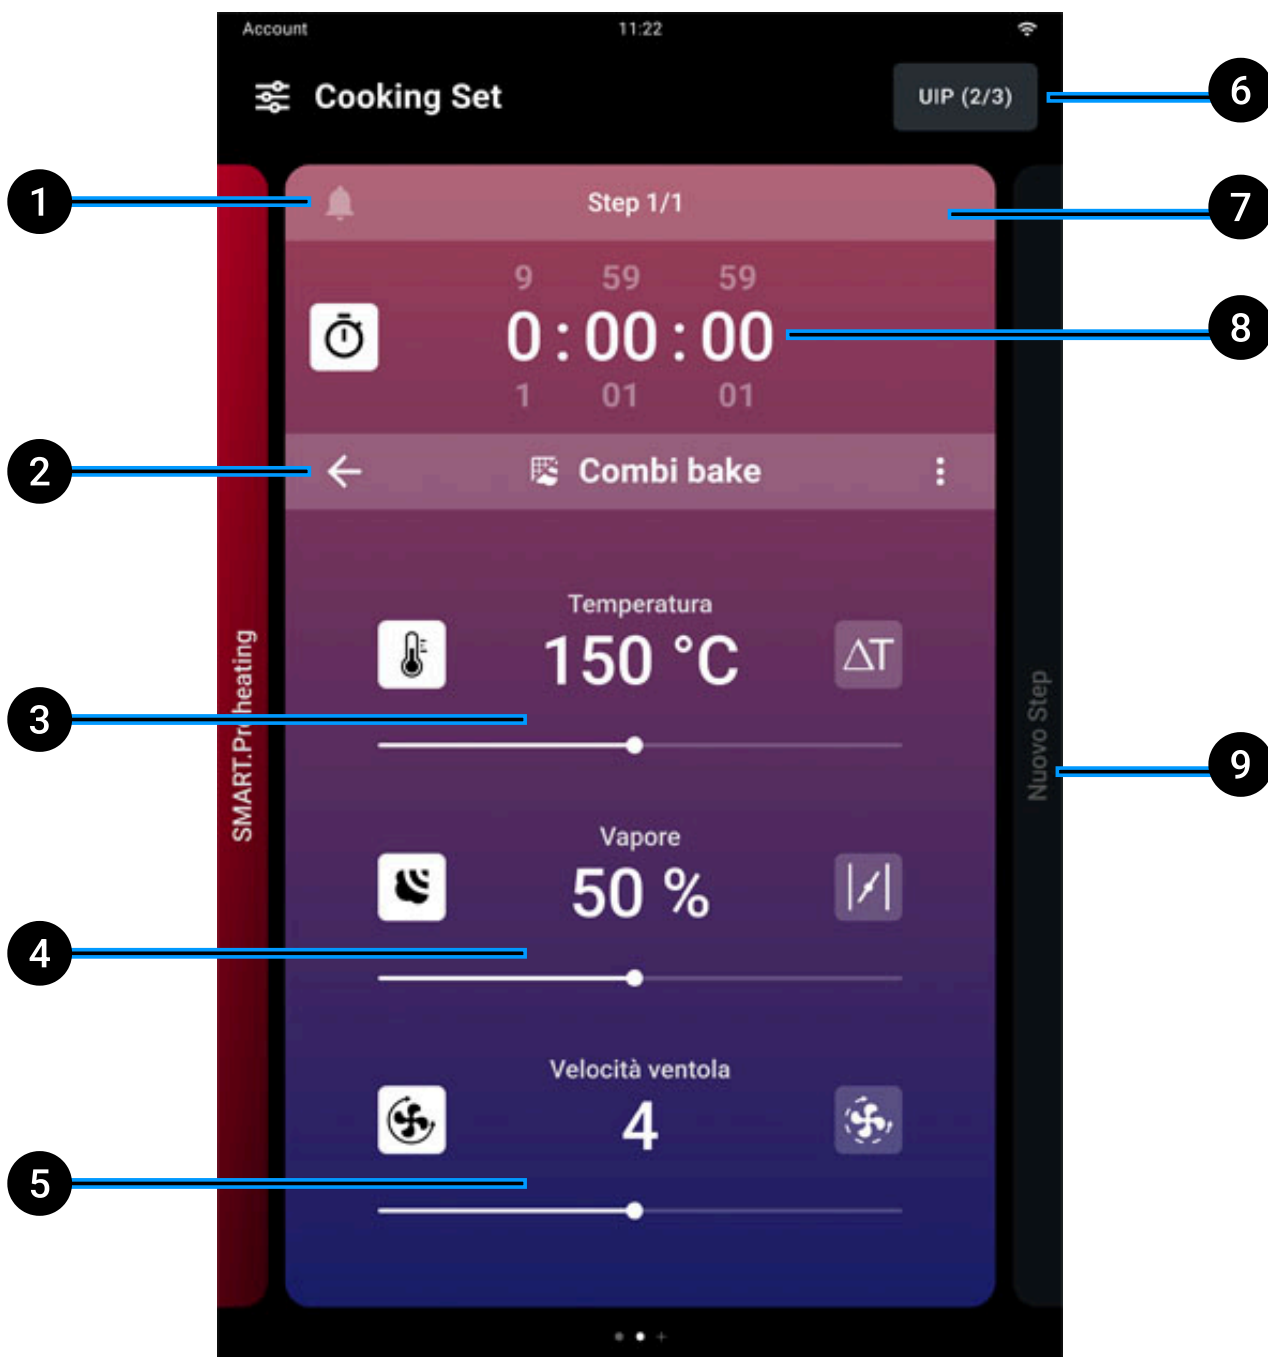 Account 11:22
Cooking Set UIP (2/3)
6
1
Step 1/1
7
9 59 59
0 : 00 : 00
8
1 01 01
2
Combi bake
Temperatura
150 °C
ΔT
3
SMART.Preheating
Nuovo Step
9
Vapore
50 %
4
Velocità ventola
4
5